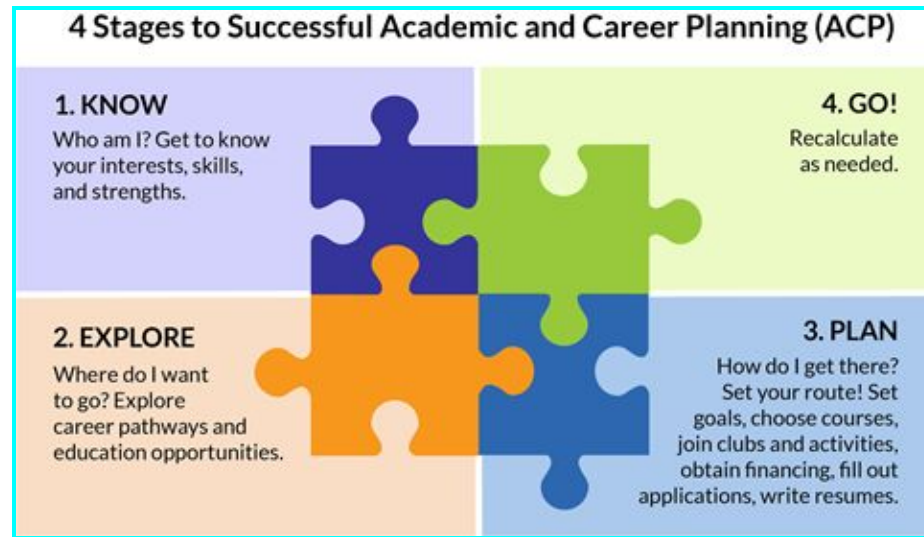 4 Stages to Successful Academic and Career Planning (ACP)
1. KNOW
Who am I? Get to know
your interests, skills,
and strengths.
2. EXPLORE
Where do I want
to go? Explore
career pathways and
education opportunities.
3. PLAN
How do I get there?
Set your route! Set
goals, choose courses,
join clubs and activities,
obtain financing, fill out
applications, write resumes.
4. GO!
Recalculate
as needed.